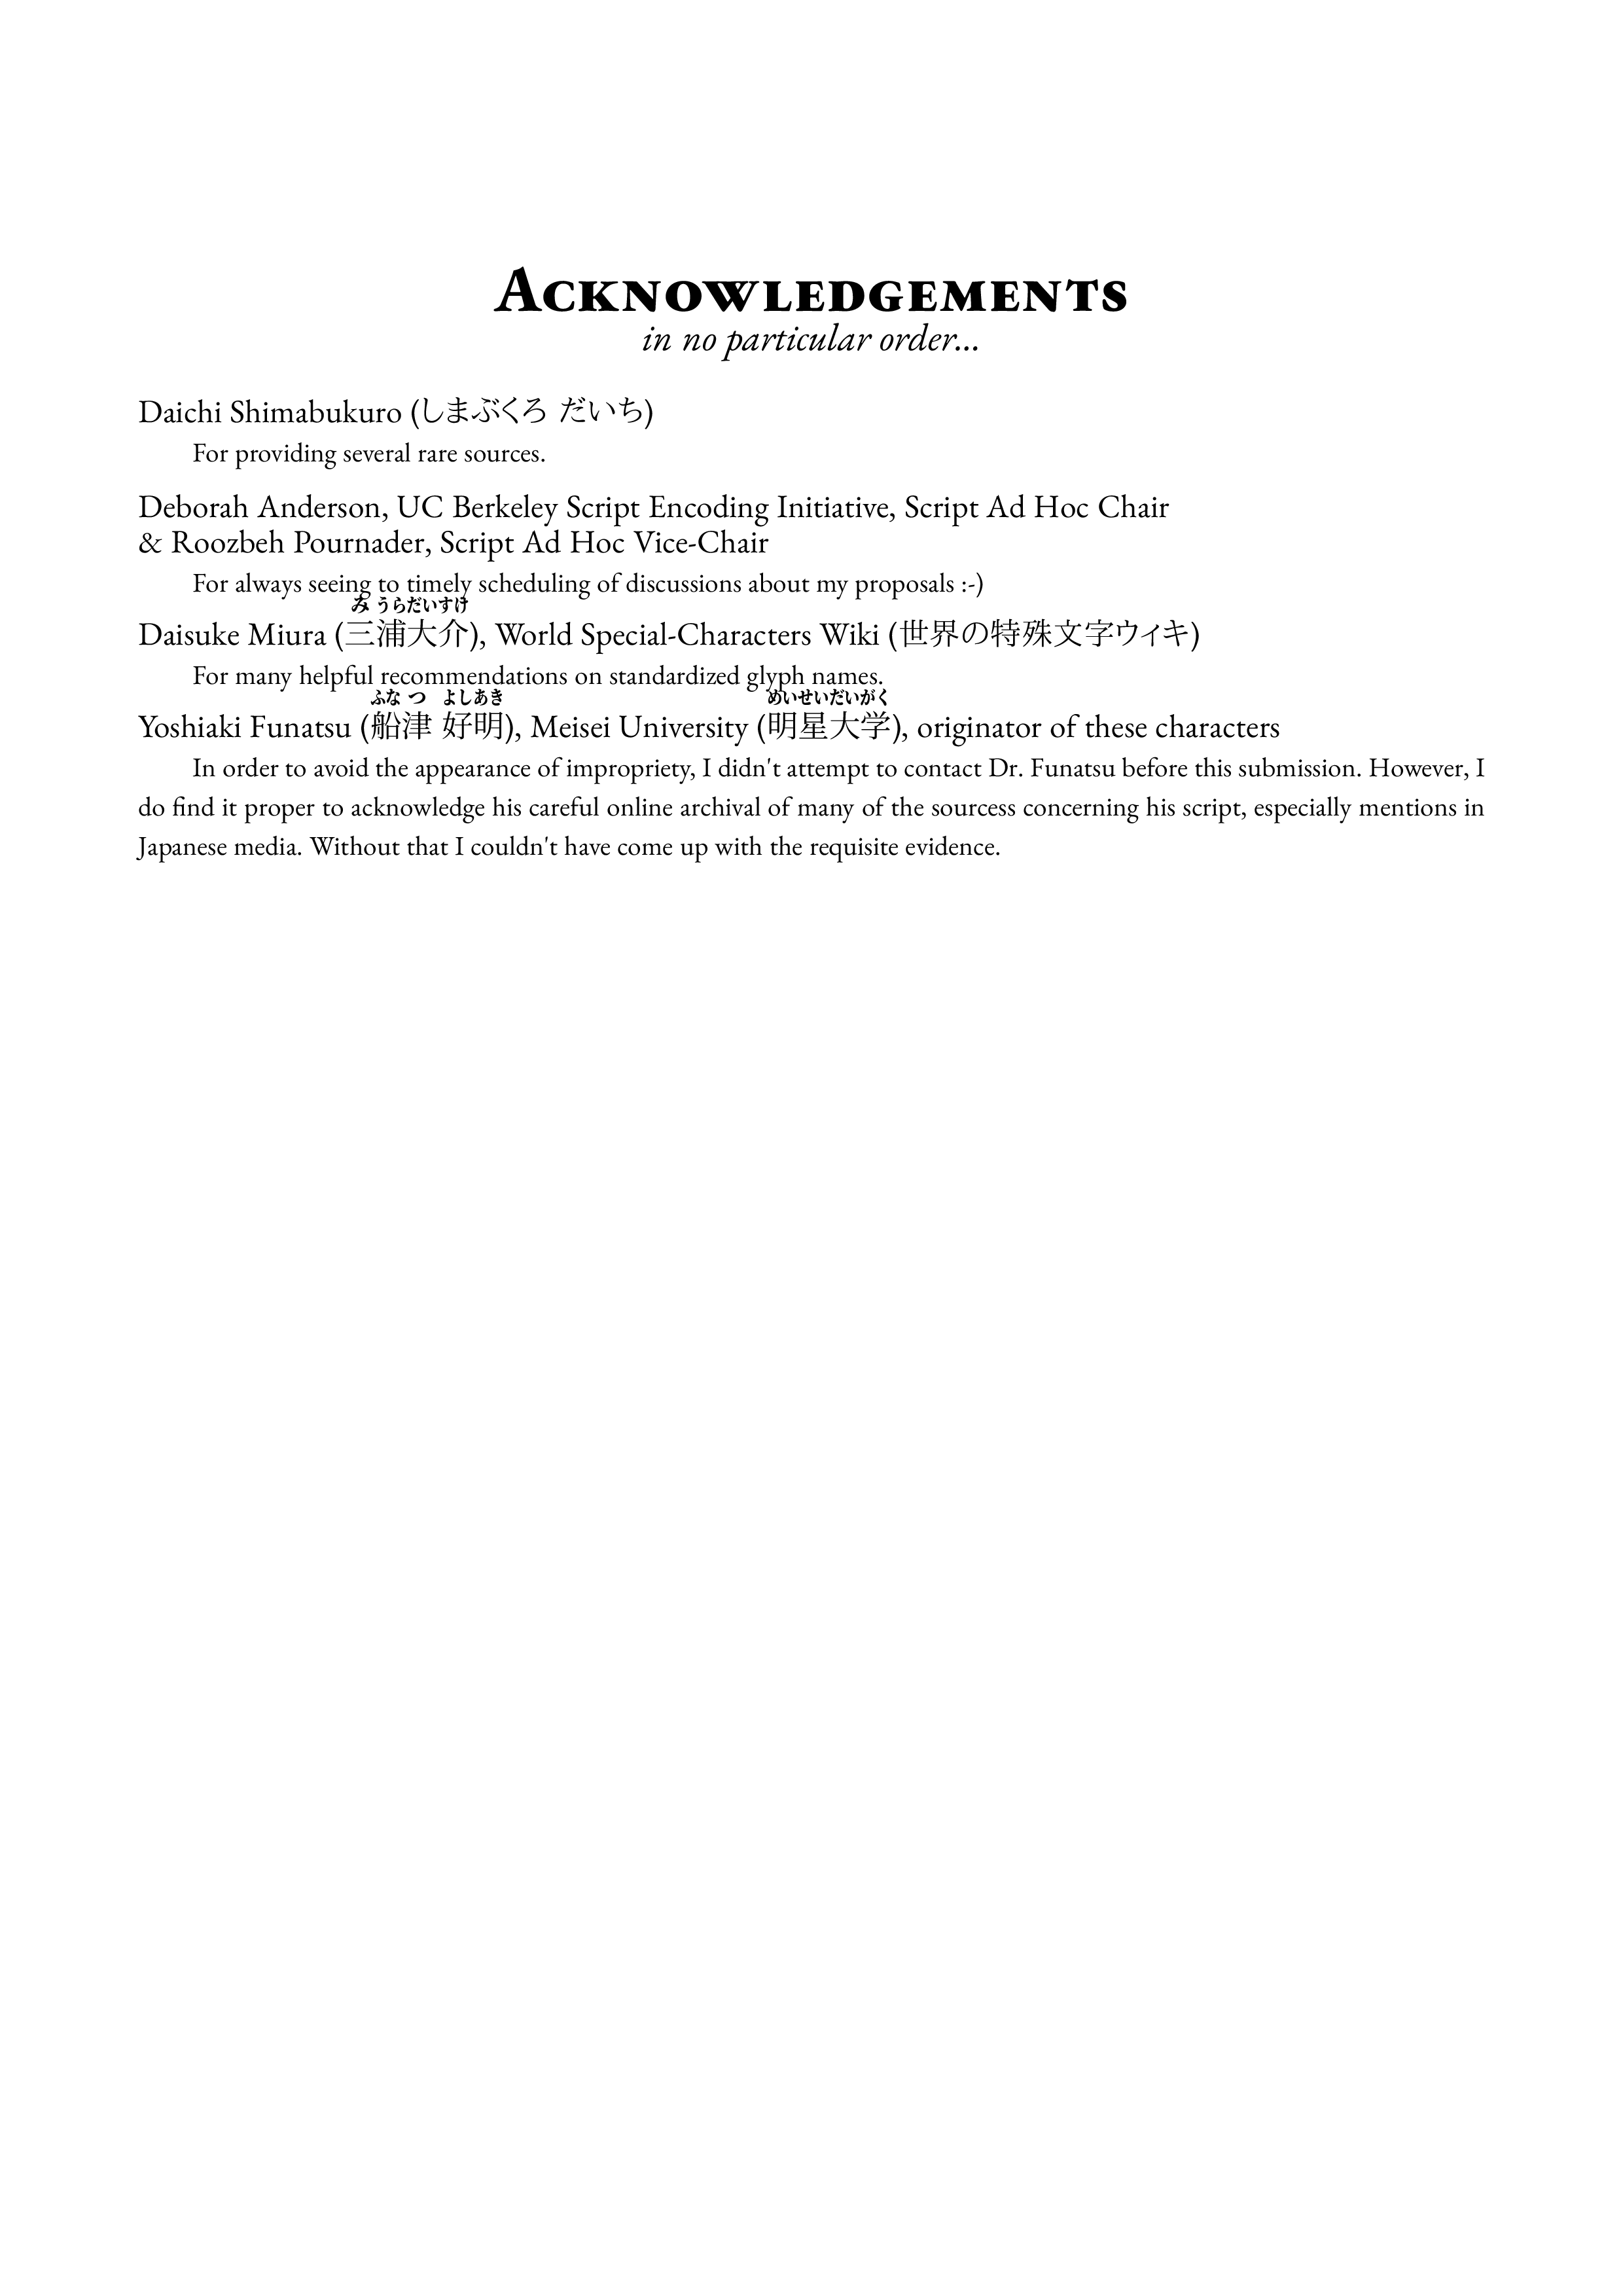 Acknowledgements
in no particular order...
Daichi Shimabukuro (しまぶくろ だいち)
For providing several rare sources.
Deborah Anderson, UC Berkeley Script Encoding Initiative, Script Ad Hoc Chair
& Roozbeh Pournader, Script Ad Hoc Vice-Chair
For always seeing to timely scheduling of discussions about my proposals :-)
み うらだいすけ
Daisuke Miura (三浦大介), World Special-Characters Wiki (世界の特殊文字ウィキ)
For many helpful recommendations on standardized glyph names.
ふな つ よしあき めいせいだいがく
Yoshiaki Funatsu (船津 好明), Meisei University (明星大学), originator of these characters
In order to avoid the appearance of impropriety, I didn't attempt to contact Dr. Funatsu before this submission. However, I
do find it proper to acknowledge his careful online archival of many of the sourcess concerning his script, especially mentions in
Japanese media. Without that I couldn't have come up with the requisite evidence.